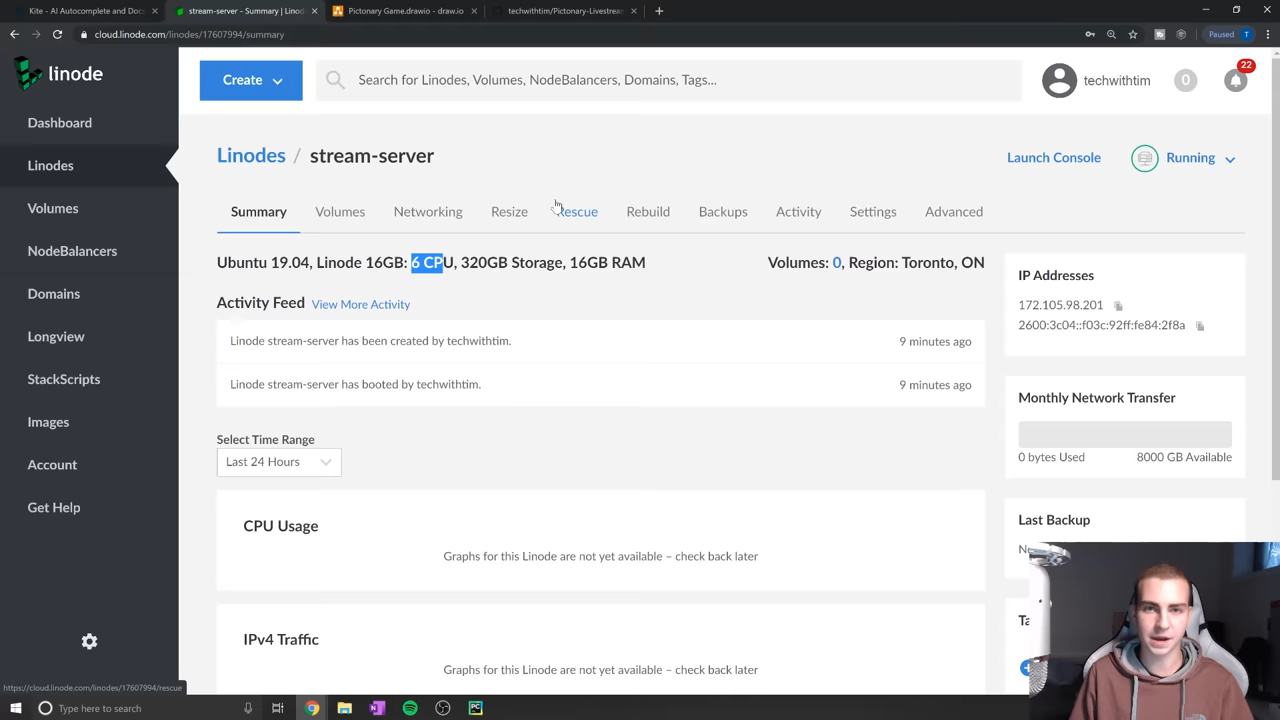 Kite - AI Autocomplete and Docs
stream-server - Summary | Linod
Pictionary Game.drawio - draw.io
techwithtim/Pictonary-Livestream
cloud.linode.com/linodes/17607994/summary
Paused
T
linode
Create
Search for Linodes, Volumes, NodeBalancers, Domains, Tags...
techwithtim
0
22
Dashboard
Linodes
Volumes
NodeBalancers
Domains
Longview
StackScripts
Images
Account
Get Help
Linodes / stream-server
Launch Console
Running
Summary
Volumes
Networking
Resize
Rescue
Rebuild
Backups
Activity
Settings
Advanced
Ubuntu 19.04, Linode 16GB: 6 CPU, 320GB Storage, 16GB RAM
Volumes: 0, Region: Toronto, ON
Activity Feed View More Activity
Linode stream-server has been created by techwithtim.
9 minutes ago
Linode stream-server has booted by techwithtim.
9 minutes ago
Select Time Range
Last 24 Hours
CPU Usage
Graphs for this Linode are not yet available – check back later
IPv4 Traffic
Graphs for this Linode are not yet available – check back later
IP Addresses
172.105.98.201
2600:3c04::f03c:92ff:fe84:2f8a
Monthly Network Transfer
0 bytes Used
8000 GB Available
Last Backup
https://cloud.linode.com/linodes/17607994/rescue
Type here to search